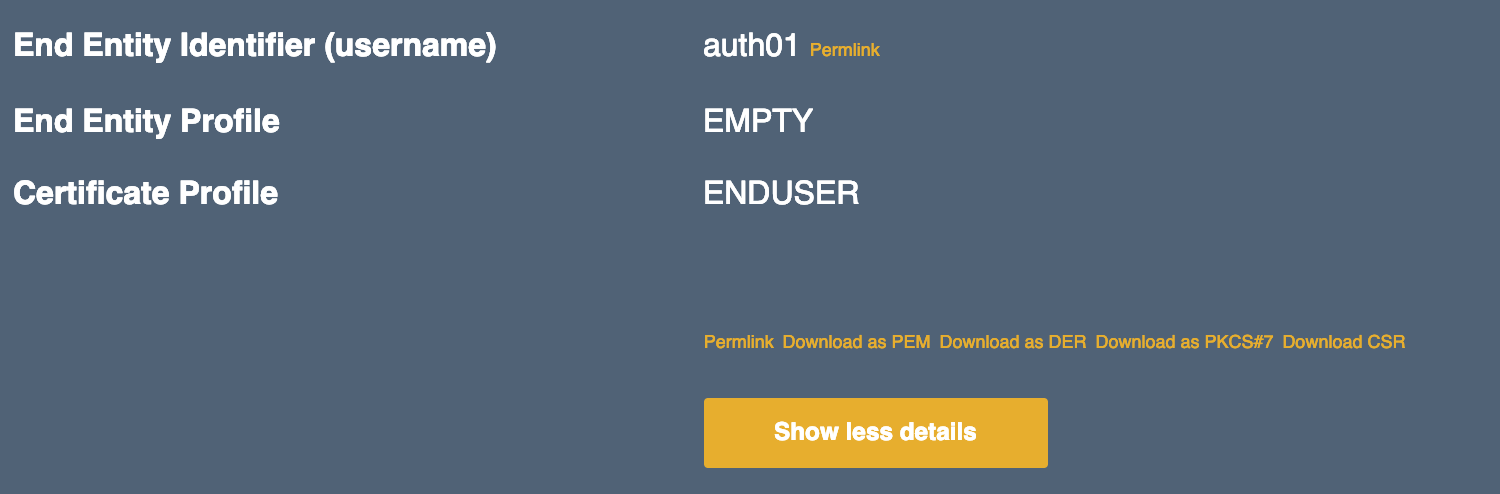 End Entity Identifier (username) auth01 Permlink
End Entity Profile EMPTY
Certificate Profile ENDUSER
Permlink Download as PEM Download as DER Download as PKCS#7 Download CSR
Show less details